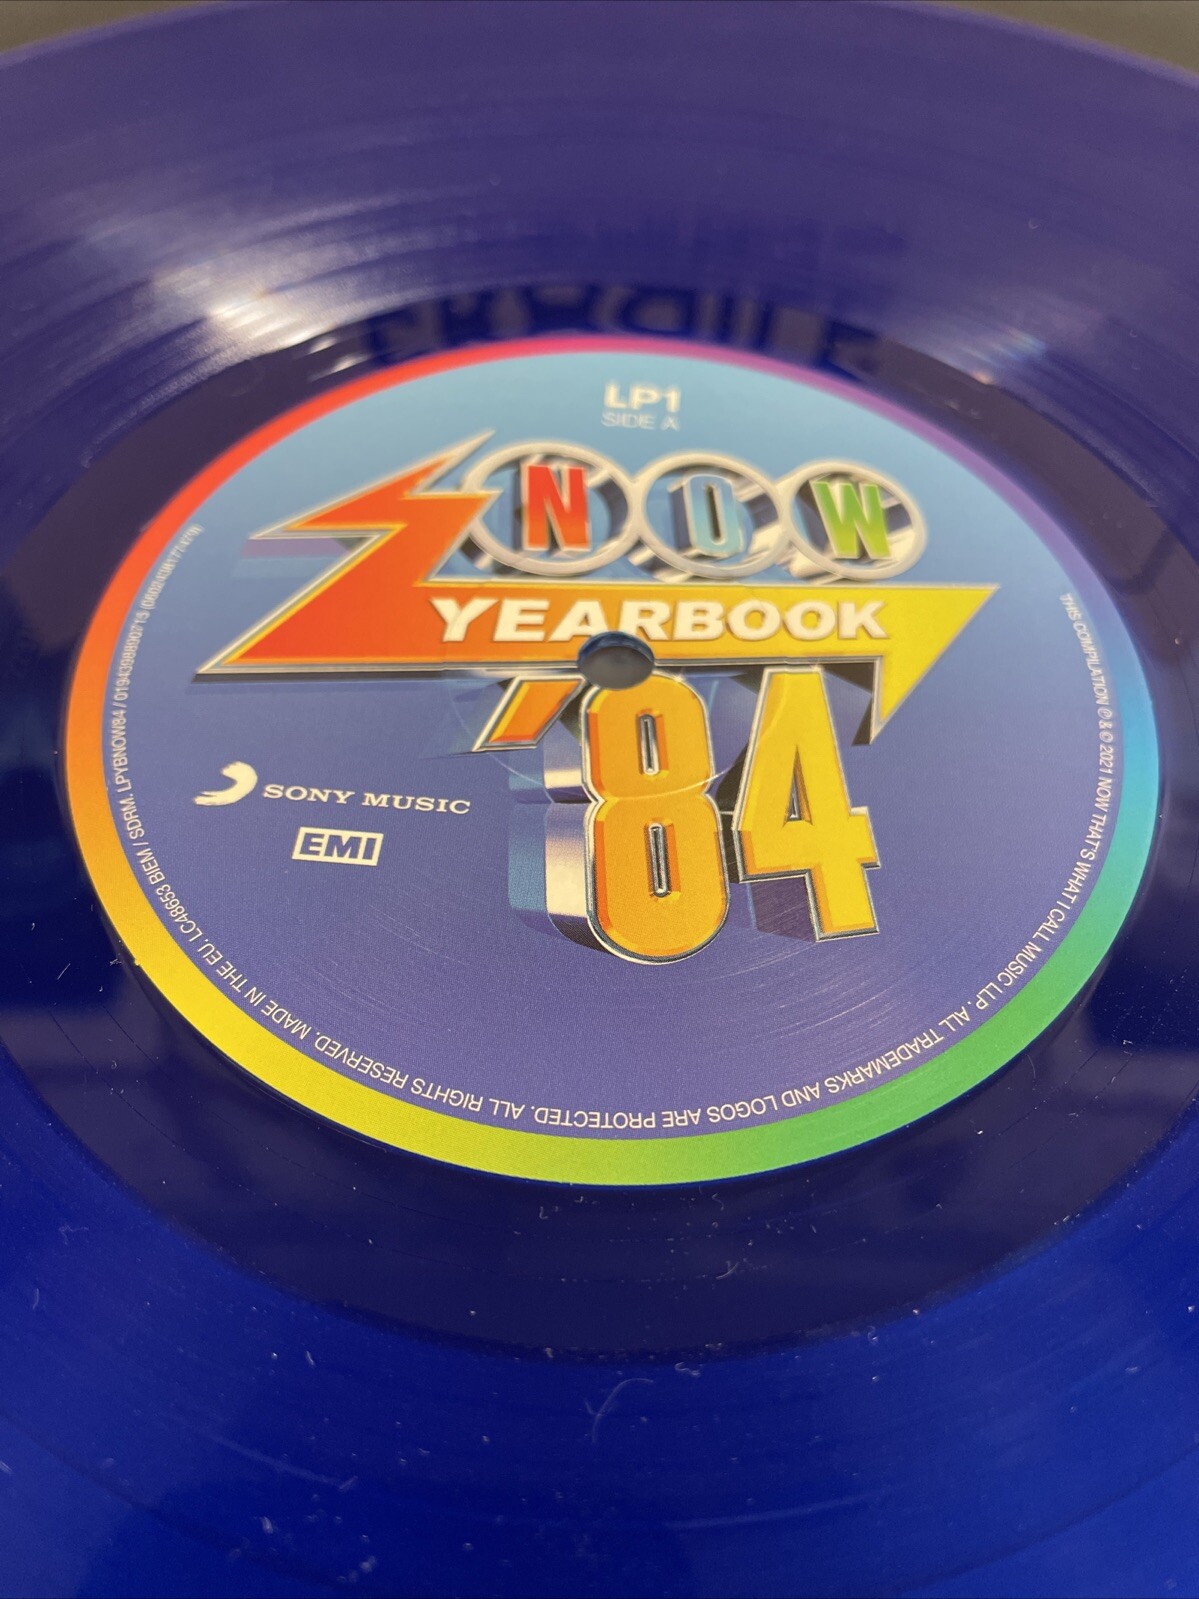 LP1
SIDE A
NOW
YEARBOOK
'84
SONY MUSIC
EMI
THIS COMPILATION ℗ & © 2021 NOW THAT'S WHAT I CALL MUSIC LLP. ALL TRADEMARKS AND LOGOS ARE PROTECTED. ALL RIGHTS RESERVED. MADE IN THE EU. LC48653 BIEM / SDRM. LPYBNOW84 / 0194398890715